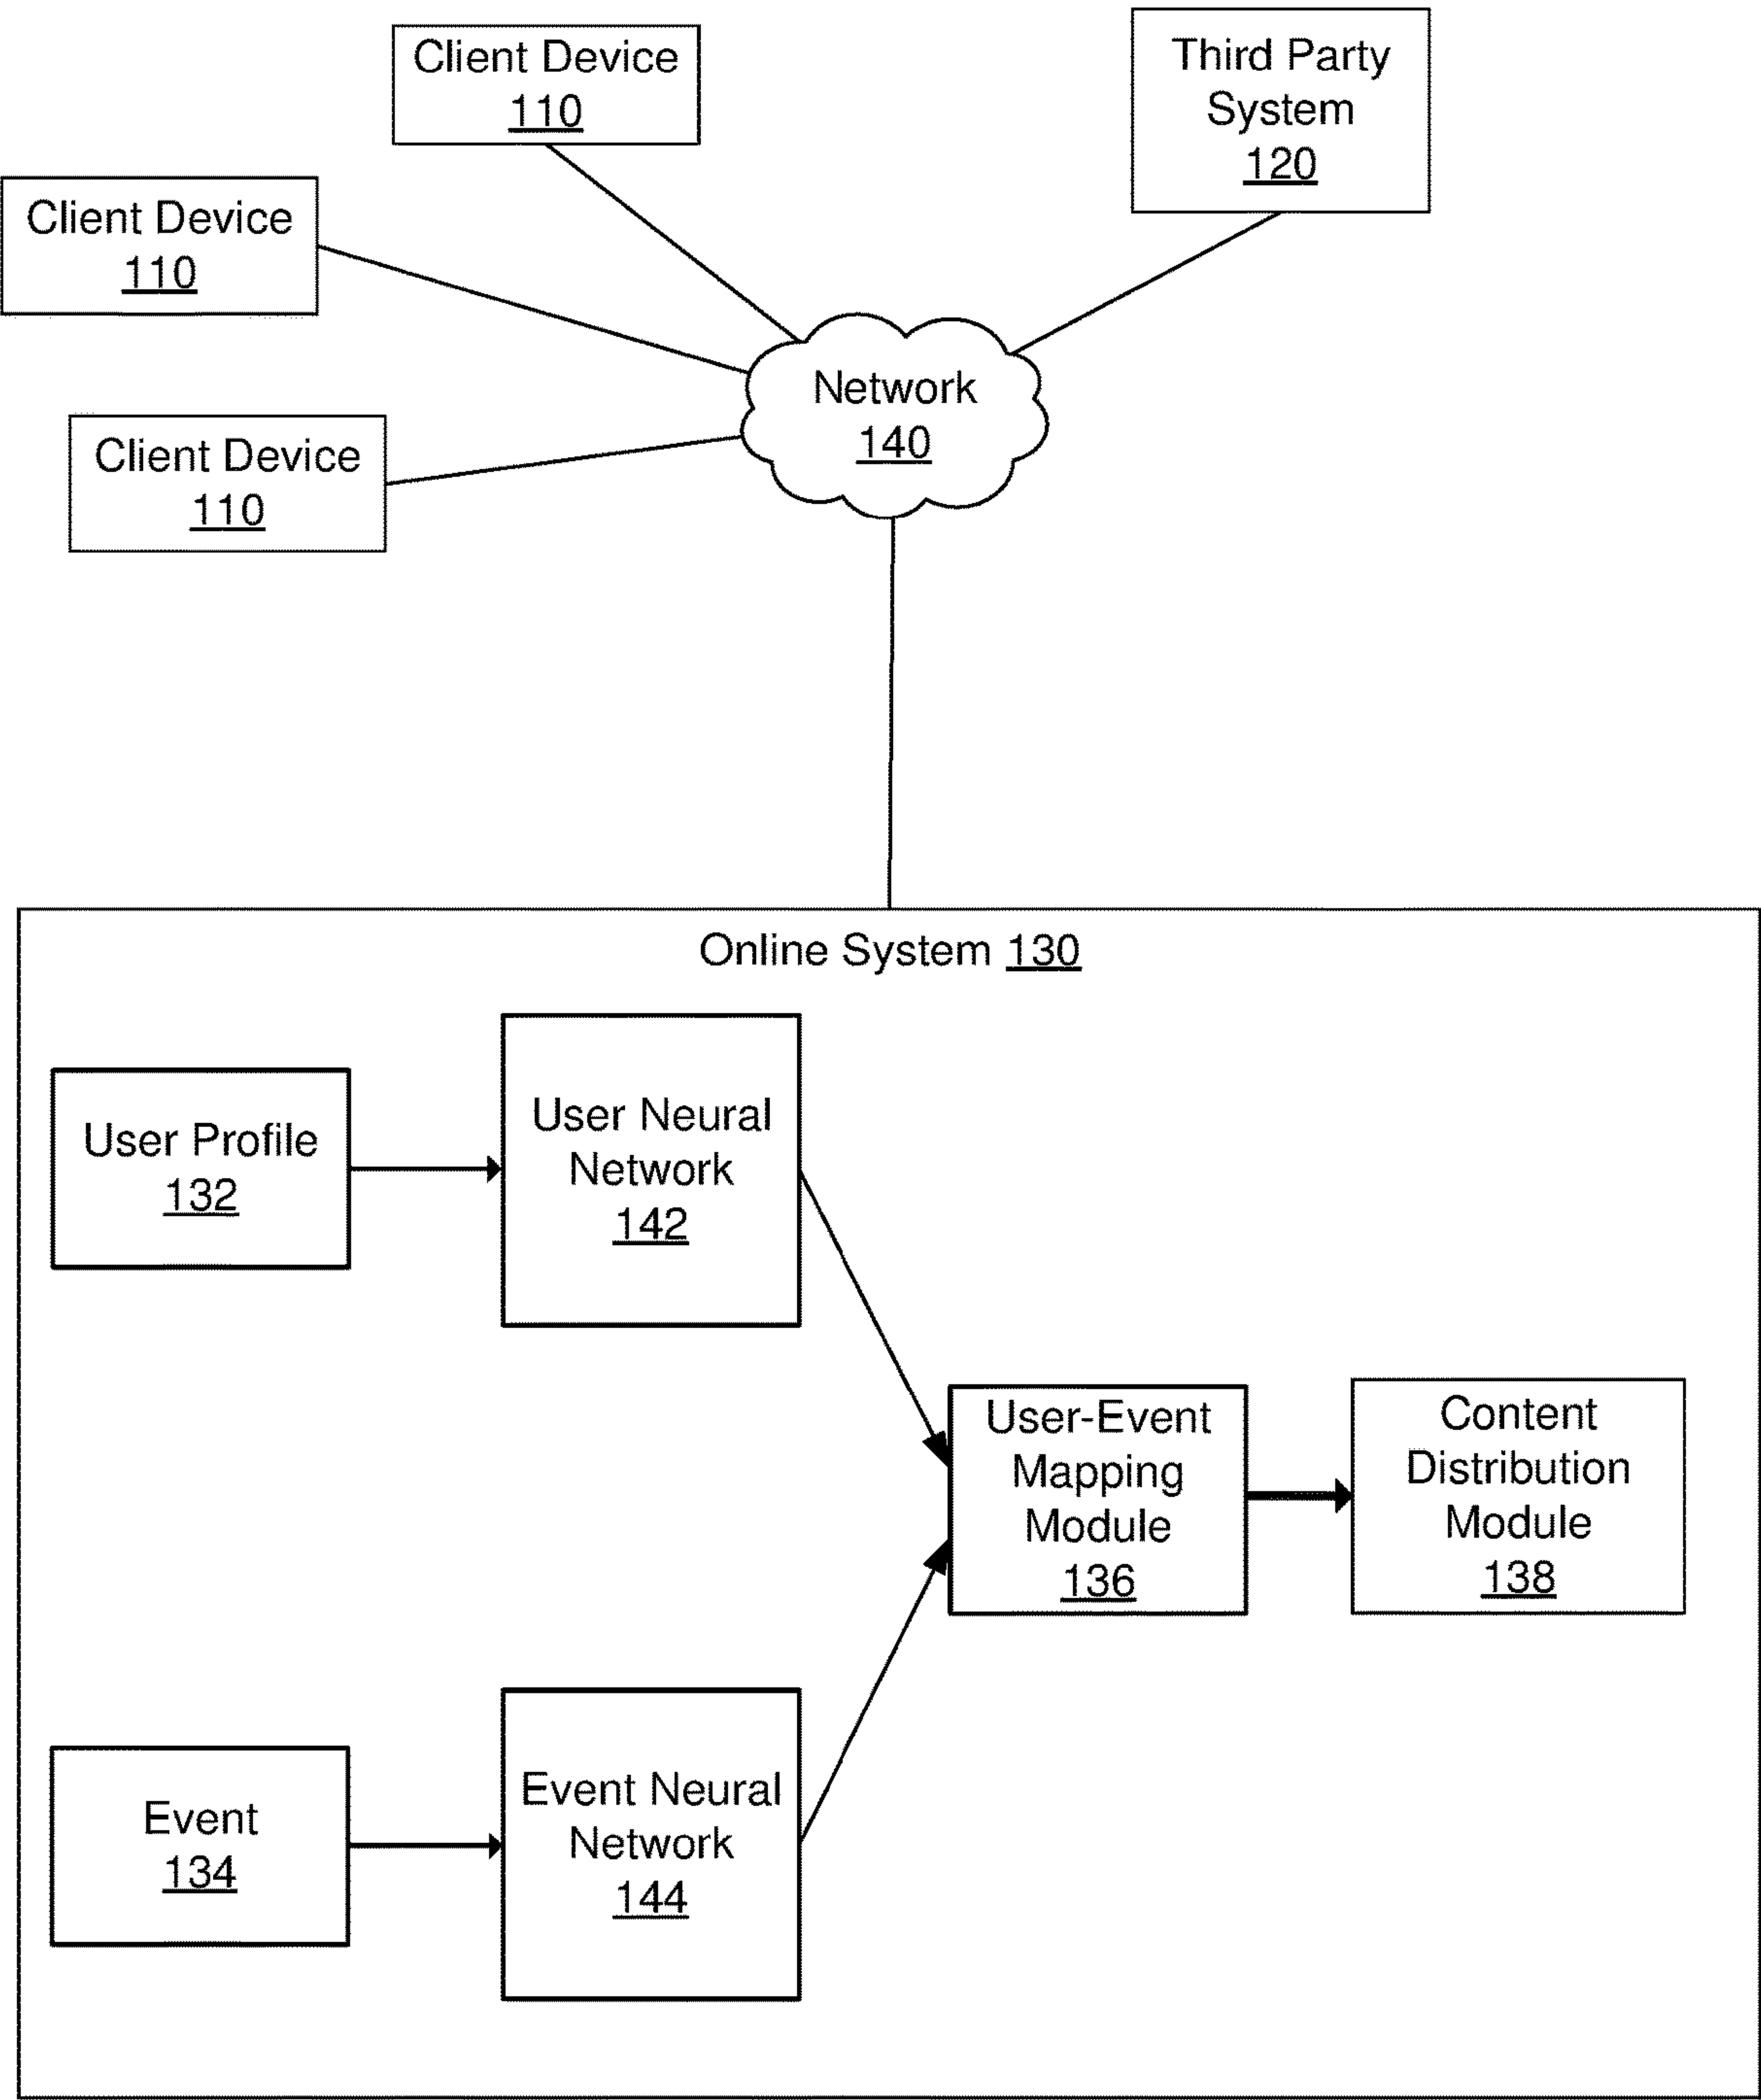 Client Device
110
Third Party
System
120
Client Device
110
Network
140
Client Device
110
Online System 130
User Profile
132
User Neural
Network
142
User-Event
Mapping
Module
136
Content
Distribution
Module
138
Event
134
Event Neural
Network
144